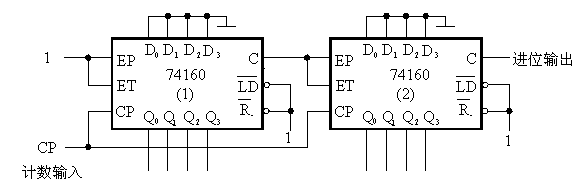 D₀ D₁ D₂ D₃
D₀ D₁ D₂ D₃
1 EP C EP C 进位输出
74160 74160
ET L̅D̅ ET L̅D̅
(1) (2)
CP R̅. CP R̅.
Q₀ Q₁ Q₂ Q₃ 1 Q₀ Q₁ Q₂ Q₃ 1
CP
计数输入